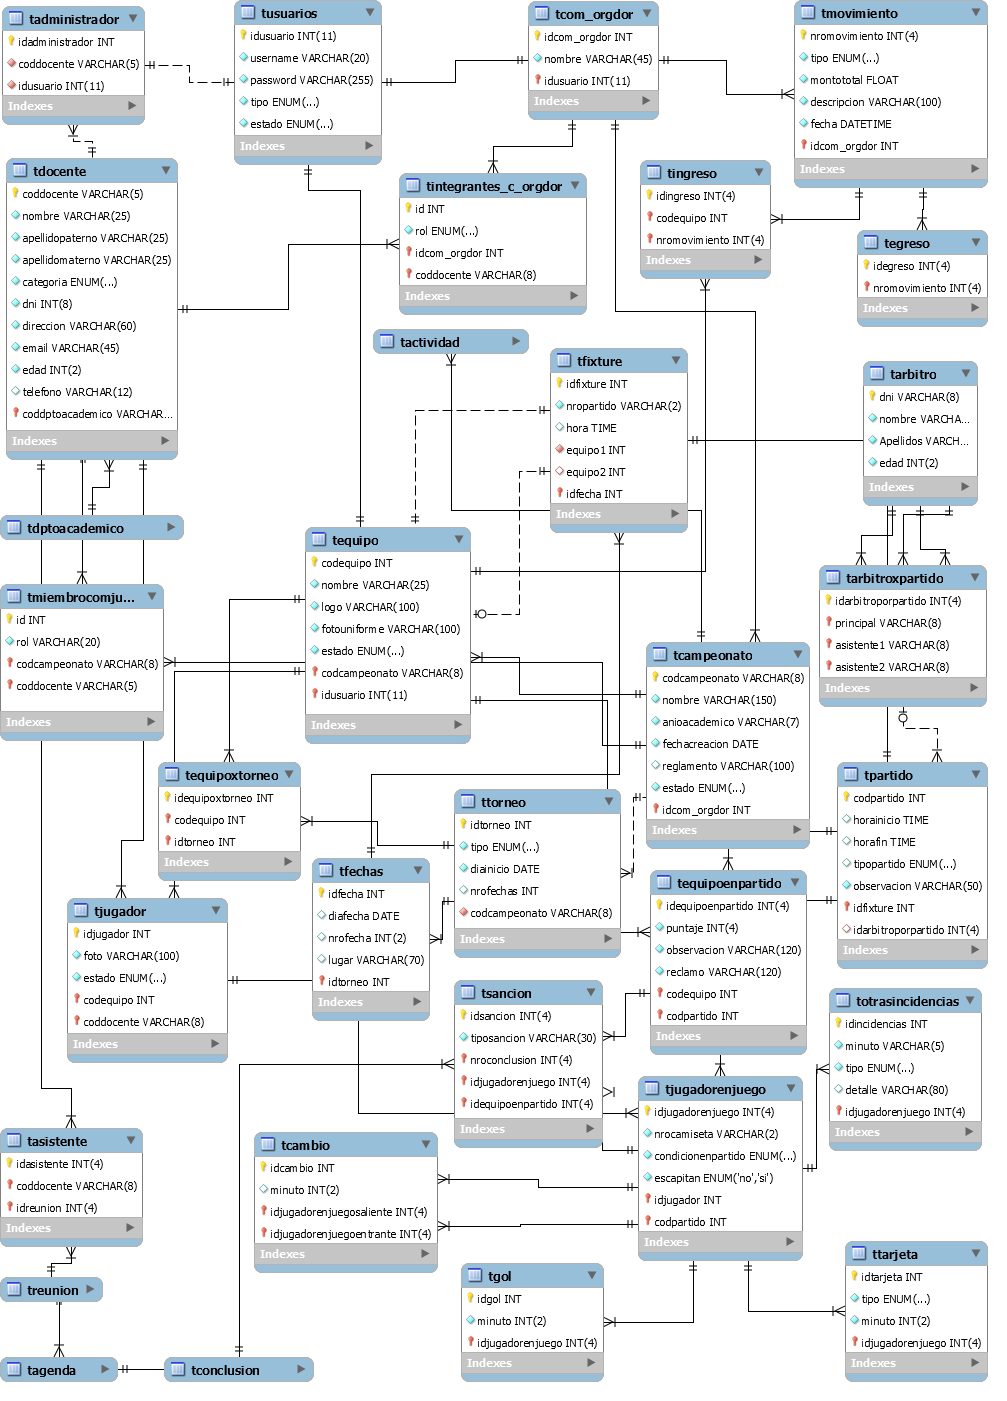 tadministrador
idadministrador INT
coddocente VARCHAR(5)
idusuario INT(11)
Indexes
tusuarios
idusuario INT(11)
username VARCHAR(20)
password VARCHAR(255)
tipo ENUM(...)
estado ENUM(...)
Indexes
tcom_orgdor
idcom_orgdor INT
nombre VARCHAR(45)
idusuario INT(11)
Indexes
tmovimiento
nromovimiento INT(4)
tipo ENUM(...)
montototal FLOAT
descripcion VARCHAR(100)
fecha DATETIME
idcom_orgdor INT
Indexes
tdocente
coddocente VARCHAR(5)
nombre VARCHAR(25)
apellidopaterno VARCHAR(25)
apellidomaterno VARCHAR(25)
categoria ENUM(...)
dni INT(8)
direccion VARCHAR(60)
email VARCHAR(45)
edad INT(2)
telefono VARCHAR(12)
coddptoacademico VARCHAR...
Indexes
tintegrantes_c_orgdor
id INT
rol ENUM(...)
idcom_orgdor INT
coddocente VARCHAR(8)
Indexes
tingreso
idingreso INT(4)
codequipo INT
nromovimiento INT(4)
Indexes
tegreso
idegreso INT(4)
nromovimiento INT(4)
Indexes
tactividad
tfixture
idfixture INT
nropartido VARCHAR(2)
hora TIME
equipo1 INT
equipo2 INT
idfecha INT
Indexes
tarbitro
dni VARCHAR(8)
nombre VARCHA...
Apellidos VARCH...
edad INT(2)
Indexes
tdptoacademico
tequipo
codequipo INT
nombre VARCHAR(25)
logo VARCHAR(100)
fotouniforme VARCHAR(100)
estado ENUM(...)
codcampeonato VARCHAR(8)
idusuario INT(11)
Indexes
tmiembrocomju...
id INT
rol VARCHAR(20)
codcampeonato VARCHAR(8)
coddocente VARCHAR(5)
Indexes
tarbitroxpartido
idarbitroporpartido INT(4)
principal VARCHAR(8)
asistente1 VARCHAR(8)
asistente2 VARCHAR(8)
Indexes
tcampeonato
codcampeonato VARCHAR(8)
nombre VARCHAR(150)
anioacademico VARCHAR(7)
fechacreacion DATE
reglamento VARCHAR(100)
estado ENUM(...)
idcom_orgdor INT
Indexes
tequipoxtorneo
idequipoxtorneo INT
codequipo INT
idtorneo INT
Indexes
ttorneo
idtorneo INT
tipo ENUM(...)
diainicio DATE
nrofechas INT
codcampeonato VARCHAR(8)
Indexes
tpartido
codpartido INT
horainicio TIME
horafin TIME
tipopartido ENUM(...)
observacion VARCHAR(50)
idfixture INT
idarbitroporpartido INT(4)
Indexes
tfechas
idfecha INT
diafecha DATE
nrofecha INT(2)
lugar VARCHAR(70)
idtorneo INT
Indexes
tequipoenpartido
idequipoenpartido INT(4)
puntaje INT(4)
observacion VARCHAR(120)
reclamo VARCHAR(120)
codequipo INT
codpartido INT
Indexes
tjugador
idjugador INT
foto VARCHAR(100)
estado ENUM(...)
codequipo INT
coddocente VARCHAR(8)
Indexes
tsancion
idsancion INT(4)
tiposancion VARCHAR(30)
nroconclusion INT(4)
idjugadorenjuego INT(4)
idequipoenpartido INT(4)
Indexes
totrasincidencias
idincidencias INT
minuto VARCHAR(5)
tipo ENUM(...)
detalle VARCHAR(80)
idjugadorenjuego INT(4)
Indexes
tjugadorenjuego
idjugadorenjuego INT(4)
nrocamiseta VARCHAR(2)
condicionenpartido ENUM(...)
escapitan ENUM('no','si')
idjugador INT
codpartido INT
Indexes
tasistente
idasistente INT(4)
coddocente VARCHAR(8)
idreunion INT(4)
Indexes
tcambio
idcambio INT
minuto INT(2)
idjugadorenjuegosaliente INT(4)
idjugadorenjuegoentrante INT(4)
Indexes
ttarjeta
idtarjeta INT
tipo ENUM(...)
minuto INT(2)
idjugadorenjuego INT(4)
Indexes
tgol
idgol INT
minuto INT(2)
idjugadorenjuego INT(4)
Indexes
treunion
tagenda
tconclusion